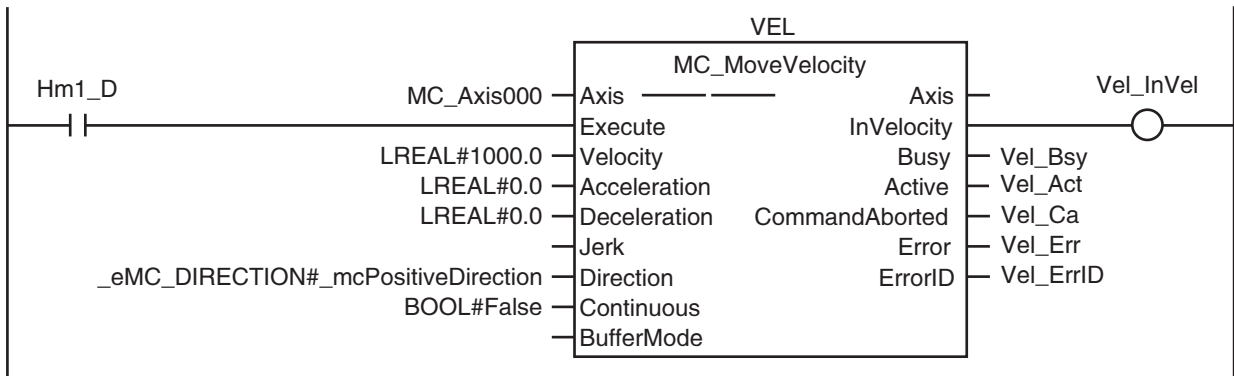 VEL
MC_MoveVelocity
Hm1_D
Vel_InVel
MC_Axis000 Axis Axis
Execute InVelocity
LREAL#1000.0 Velocity Busy Vel_Bsy
LREAL#0.0 Acceleration Active Vel_Act
LREAL#0.0 Deceleration CommandAborted Vel_Ca
Jerk Error Vel_Err
_eMC_DIRECTION#_mcPositiveDirection Direction ErrorID Vel_ErrID
BOOL#False Continuous
BufferMode